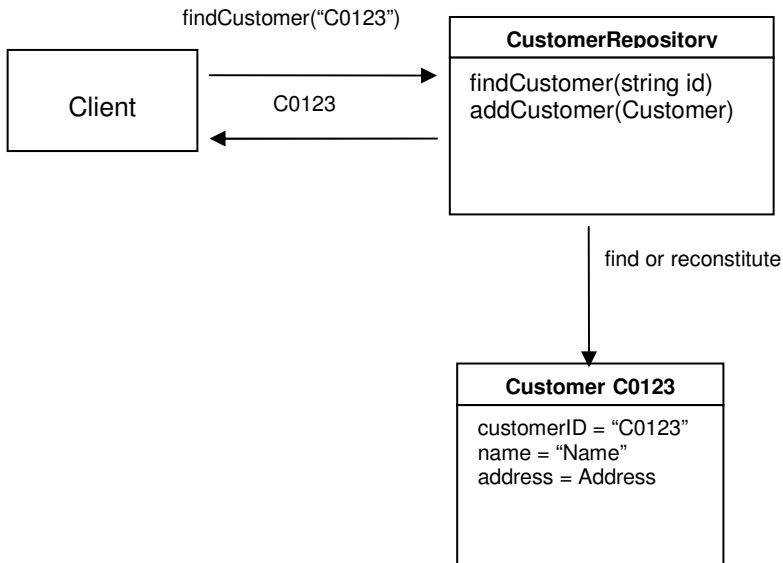 findCustomer(“C0123”)
Client
C0123
CustomerRepository
findCustomer(string id)
addCustomer(Customer)
find or reconstitute
Customer C0123
customerID = “C0123”
name = “Name”
address = Address